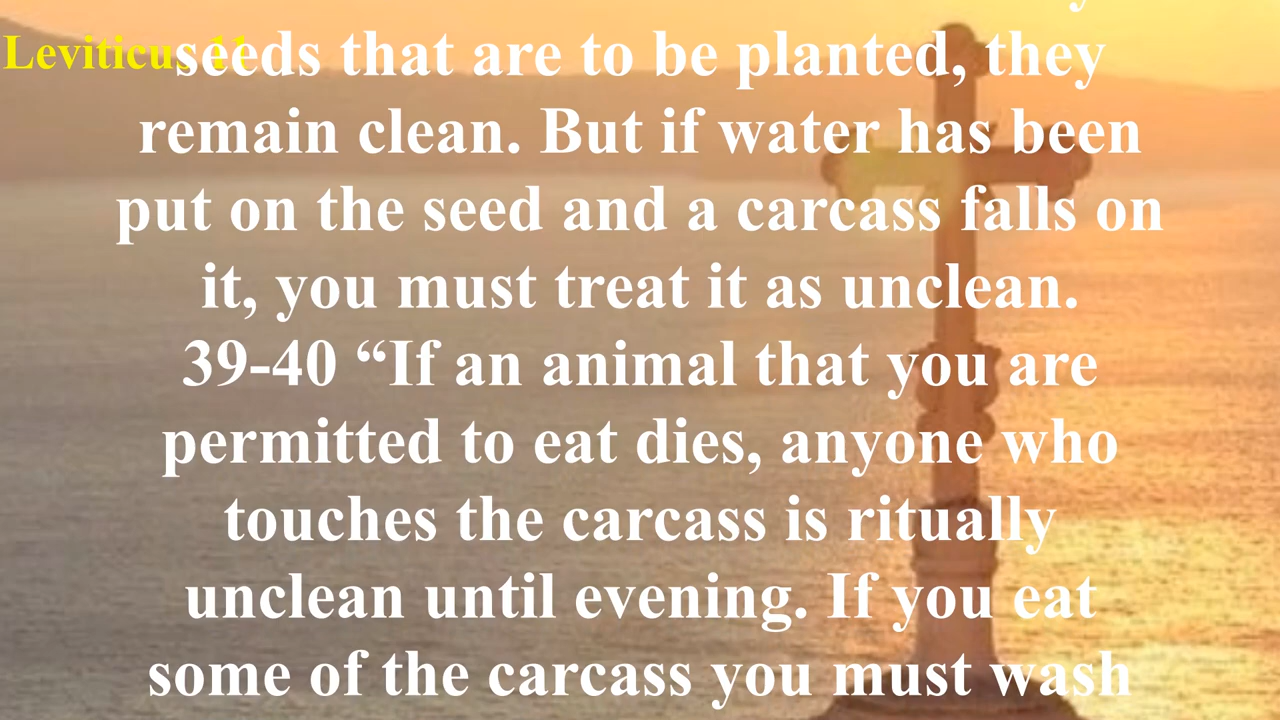 Leviticus 11
seeds that are to be planted, they
remain clean. But if water has been
put on the seed and a carcass falls on
it, you must treat it as unclean.
39-40 “If an animal that you are
permitted to eat dies, anyone who
touches the carcass is ritually
unclean until evening. If you eat
some of the carcass you must wash